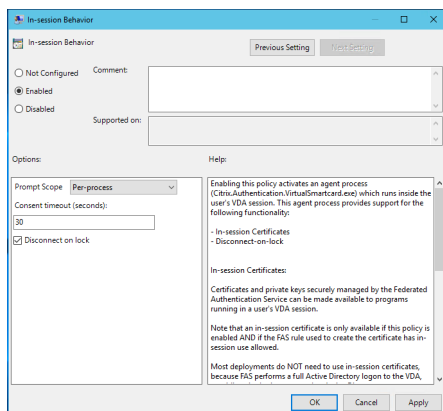 In-session Behavior
In-session Behavior
Previous Setting
Next Setting
Not Configured
Comment:
Enabled
Disabled
Supported on:
Options:
Help:
Prompt Scope Per-process
Consent timeout (seconds):
30
Disconnect on lock
Enabling this policy activates an agent process
(Citrix.Authentication.VirtualSmartcard.exe) which runs inside the
user's VDA session. This agent process provides support for the
following functionality:
- In-session Certificates
- Disconnect-on-lock
In-session Certificates:
Certificates and private keys securely managed by the Federated
Authentication Service can be made available to programs
running in a user's VDA session.
Note that an in-session certificate is only available if this policy is
enabled AND if the FAS rule used to create the certificate has in-
session use allowed.
Most deployments do NOT need to use in-session certificates,
because FAS performs a full Active Directory logon to the VDA,
OK
Cancel
Apply